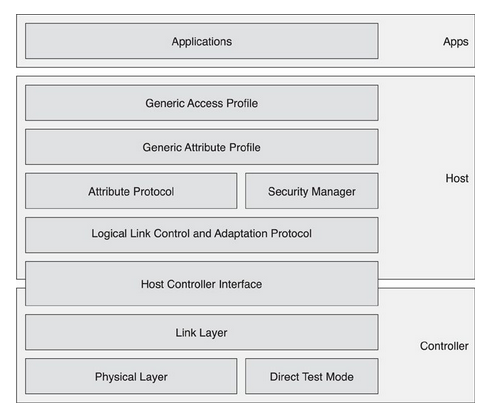 Applications
Apps
Generic Access Profile
Generic Attribute Profile
Attribute Protocol
Security Manager
Host
Logical Link Control and Adaptation Protocol
Host Controller Interface
Link Layer
Controller
Physical Layer
Direct Test Mode